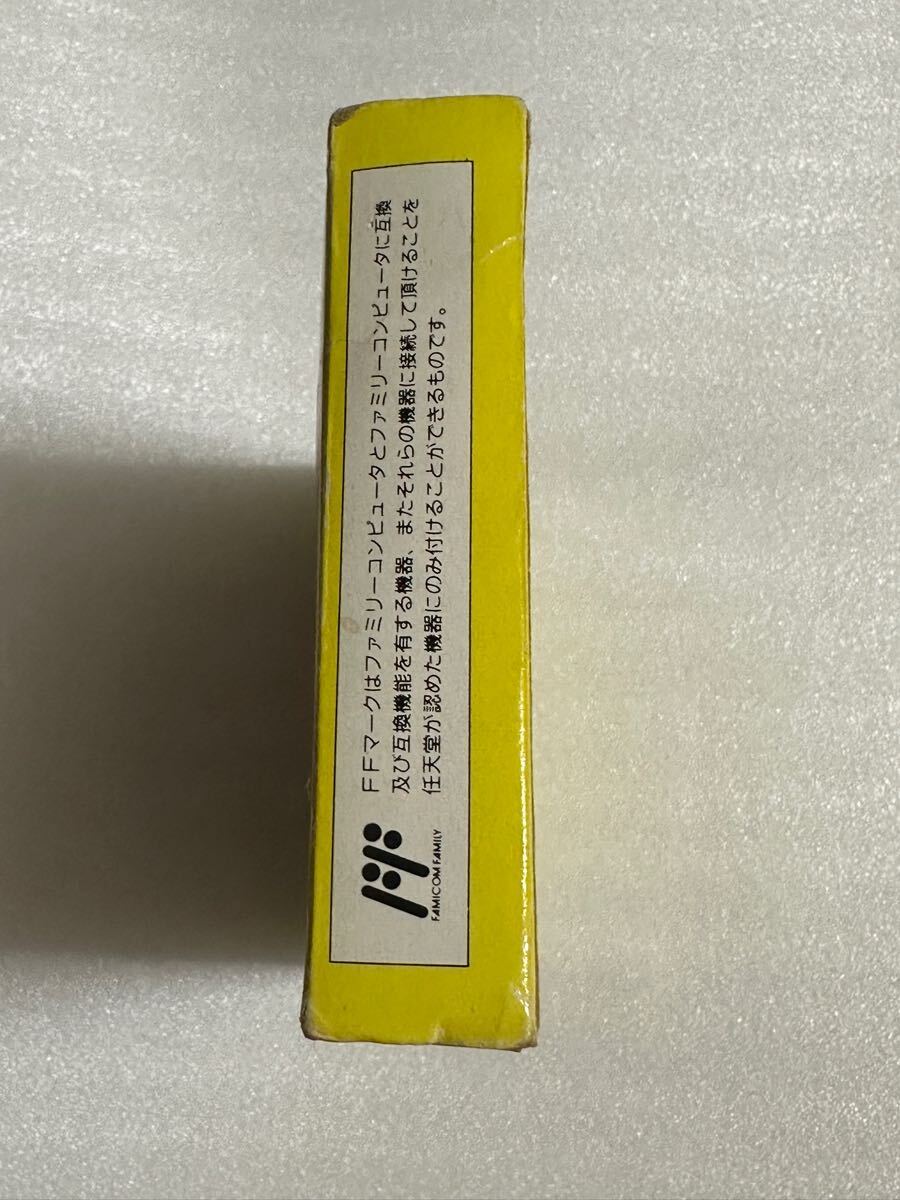 FFマークはファミリーコンピュータとファミリーコンピュータに互換
及び互換機能を有する機器、またそれらの機器に接続して頂けることを
任天堂が認めた機器にのみ付けることができるものです。
FF
FAMICOM FAMILY